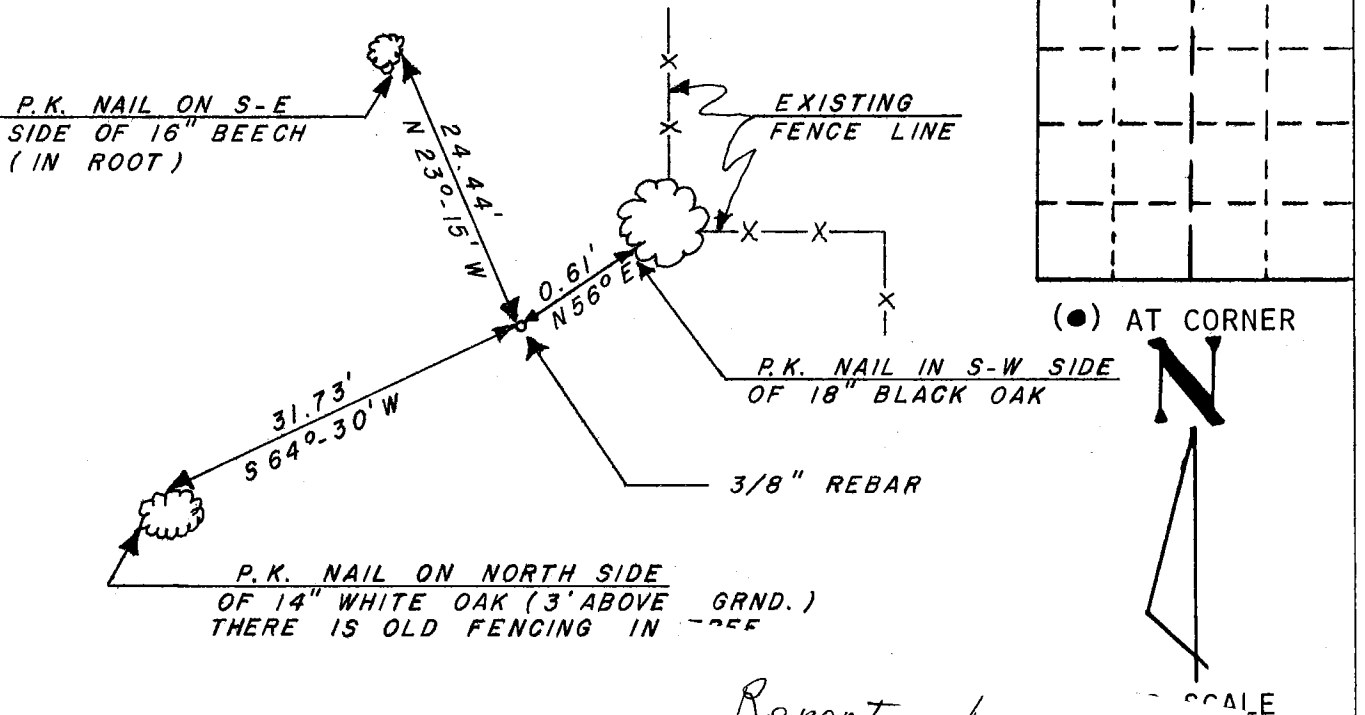 P.K. NAIL ON S-E
SIDE OF 16" BEECH
(IN ROOT)
24.44'
N 23°-15' W
EXISTING
FENCE LINE
0.61'
N 56° E
(●) AT CORNER
N
P.K. NAIL IN S-W SIDE
OF 18" BLACK OAK
31.73'
S 64°-30' W
3/8" REBAR
P.K. NAIL ON NORTH SIDE
OF 14" WHITE OAK (3' ABOVE GRND.)
THERE IS OLD FENCING IN
SCALE